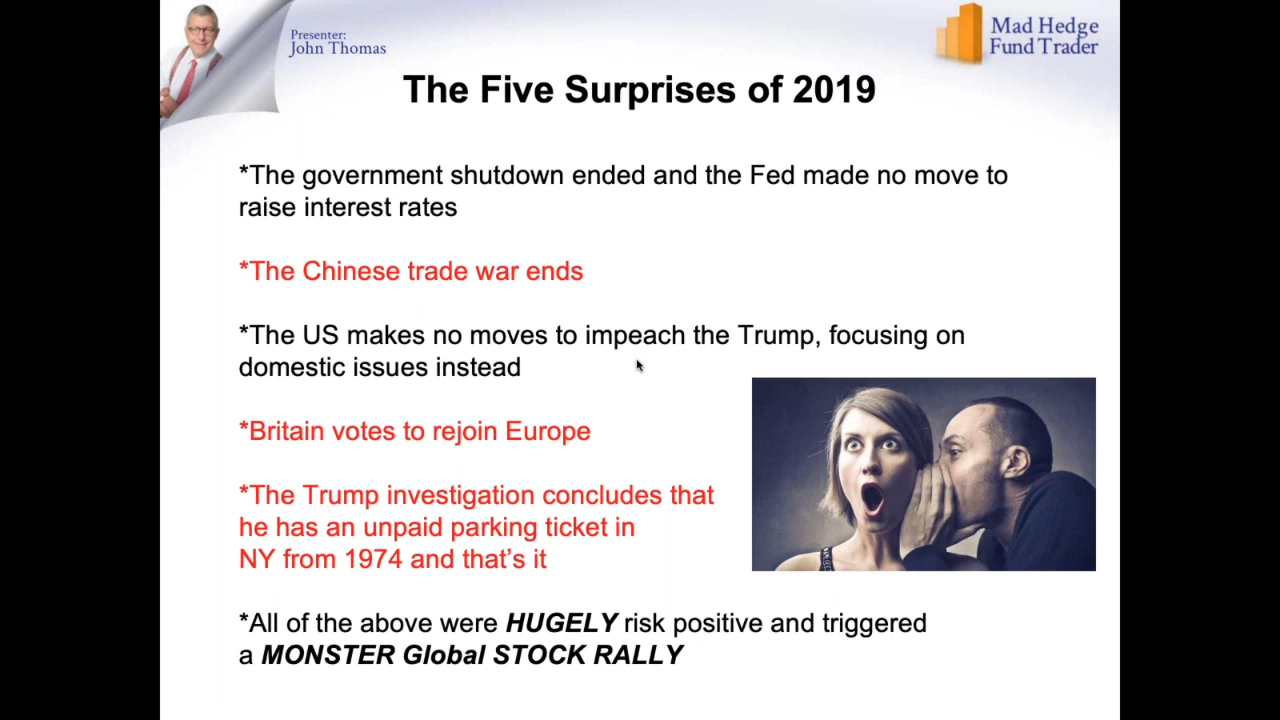 Presenter:
John Thomas
Mad Hedge
Fund Trader
The Five Surprises of 2019
*The government shutdown ended and the Fed made no move to
raise interest rates
*The Chinese trade war ends
*The US makes no moves to impeach the Trump, focusing on
domestic issues instead
*Britain votes to rejoin Europe
*The Trump investigation concludes that
he has an unpaid parking ticket in
NY from 1974 and that’s it
*All of the above were HUGELY risk positive and triggered
a MONSTER Global STOCK RALLY